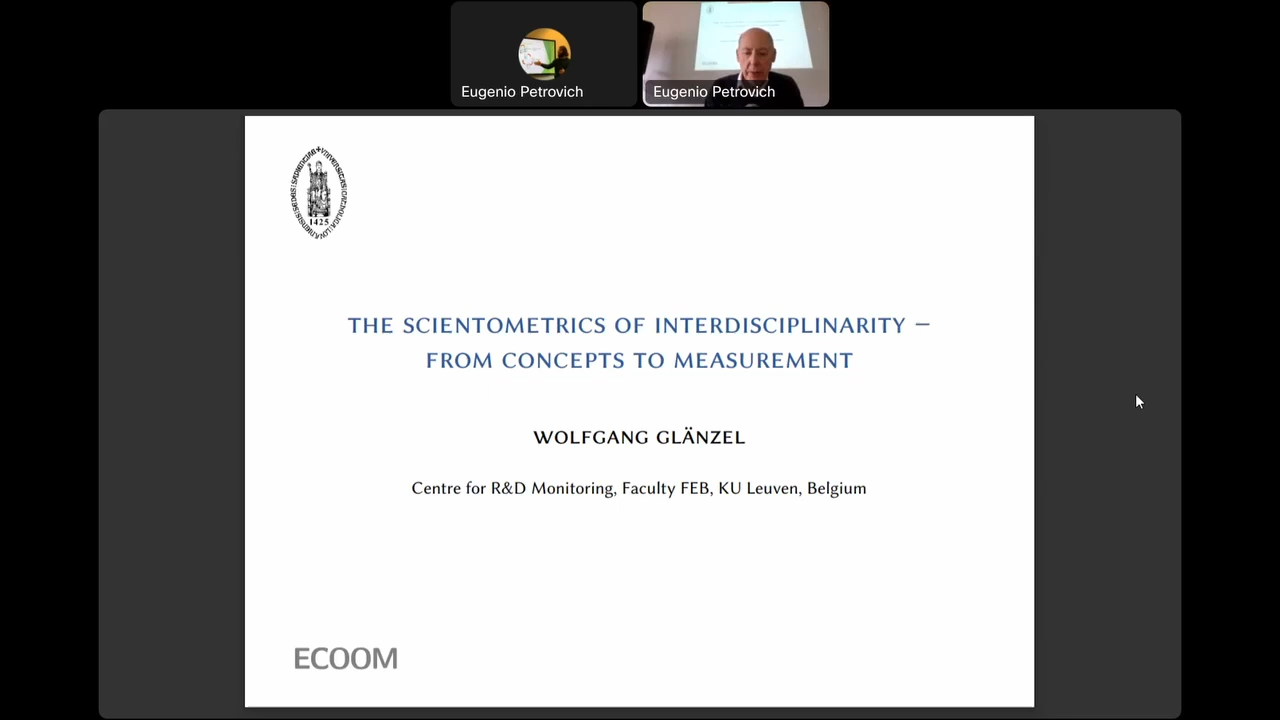 Eugenio Petrovich
Eugenio Petrovich
1425
THE SCIENTOMETRICS OF INTERDISCIPLINARITY –
FROM CONCEPTS TO MEASUREMENT
WOLFGANG GLÄNZEL
Centre for R&D Monitoring, Faculty FEB, KU Leuven, Belgium
ECOOM